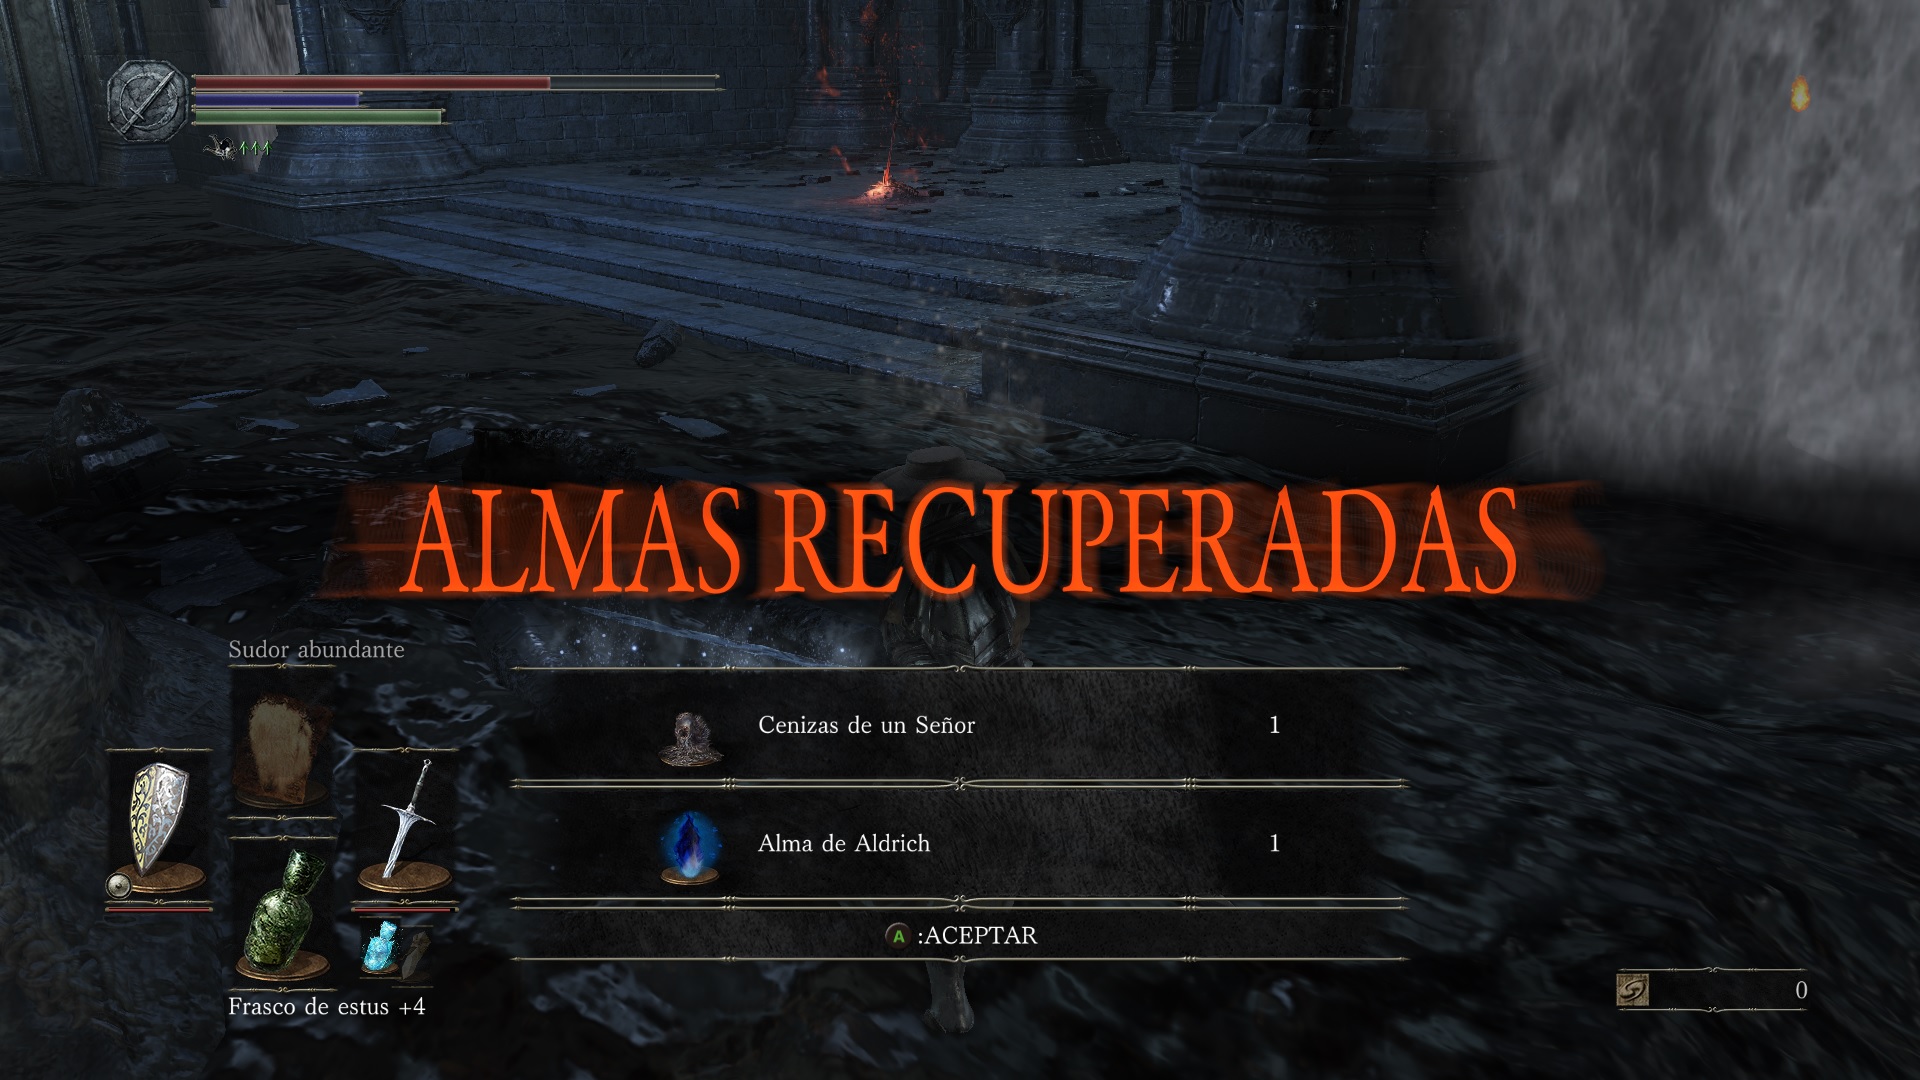 ALMAS RECUPERADAS
Sudor abundante
Cenizas de un Señor 1
Alma de Aldrich 1
A :ACEPTAR
Frasco de estus +4
0